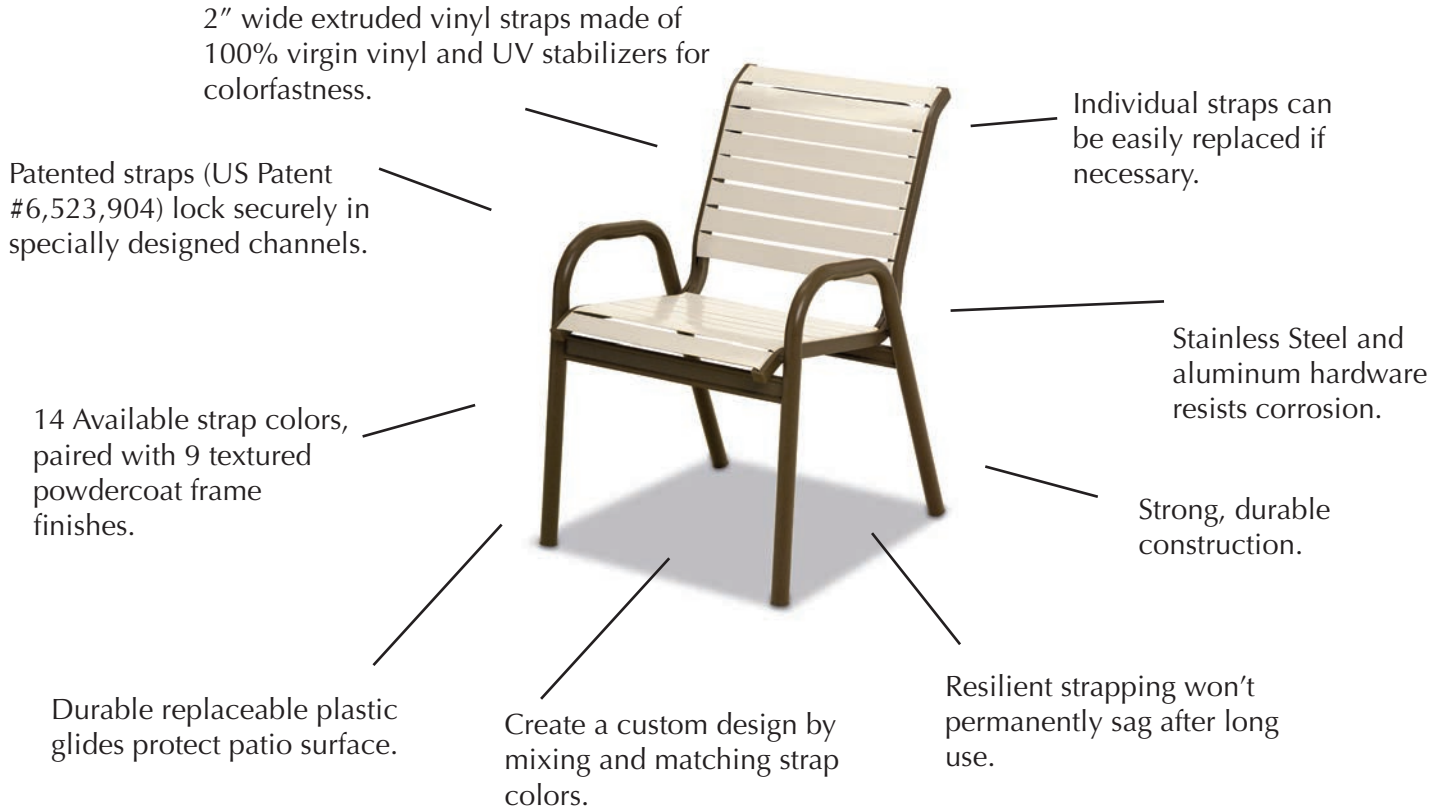 2” wide extruded vinyl straps made of
100% virgin vinyl and UV stabilizers for
colorfastness.
Individual straps can
be easily replaced if
necessary.
Patented straps (US Patent
#6,523,904) lock securely in
specially designed channels.
Stainless Steel and
aluminum hardware
resists corrosion.
14 Available strap colors,
paired with 9 textured
powdercoat frame
finishes.
Strong, durable
construction.
Durable replaceable plastic
glides protect patio surface.
Create a custom design by
mixing and matching strap
colors.
Resilient strapping won’t
permanently sag after long
use.